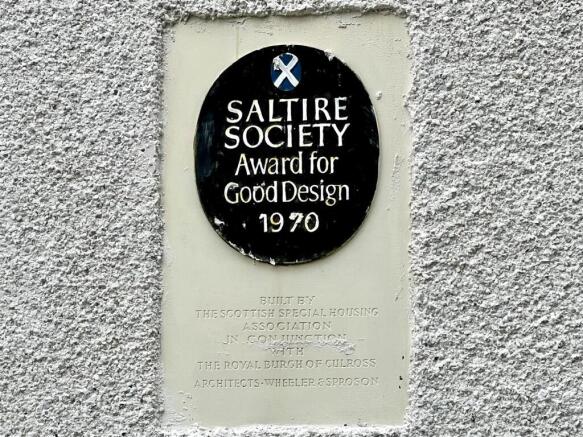 SALTIRE
SOCIETY
Award for
Good Design
1970
BUILT BY
THE SCOTTISH SPECIAL HOUSING
ASSOCIATION
IN CONJUNCTION
WITH
THE ROYAL BURGH OF CULROSS
ARCHITECTS·WHEELER & SPROSON